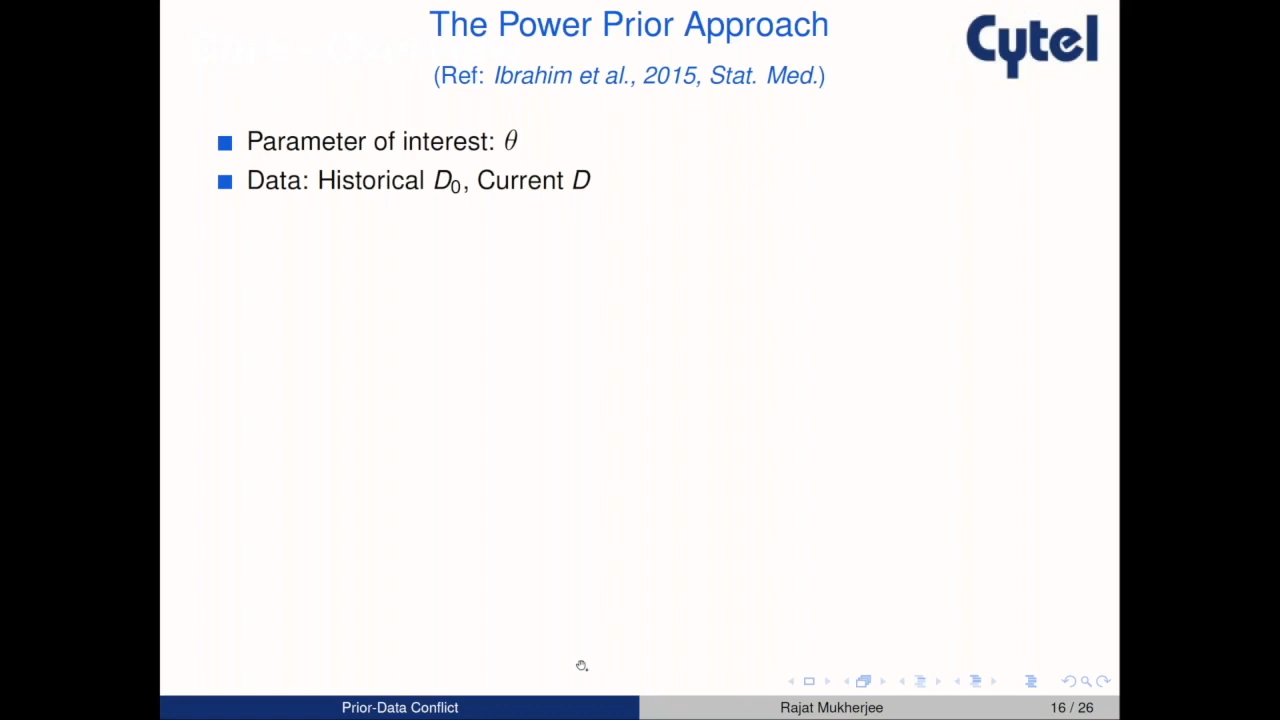 The Power Prior Approach
Cytel
(Ref: Ibrahim et al., 2015, Stat. Med.)
Parameter of interest: θ
Data: Historical D₀, Current D
Prior-Data Conflict
Rajat Mukherjee
16 / 26